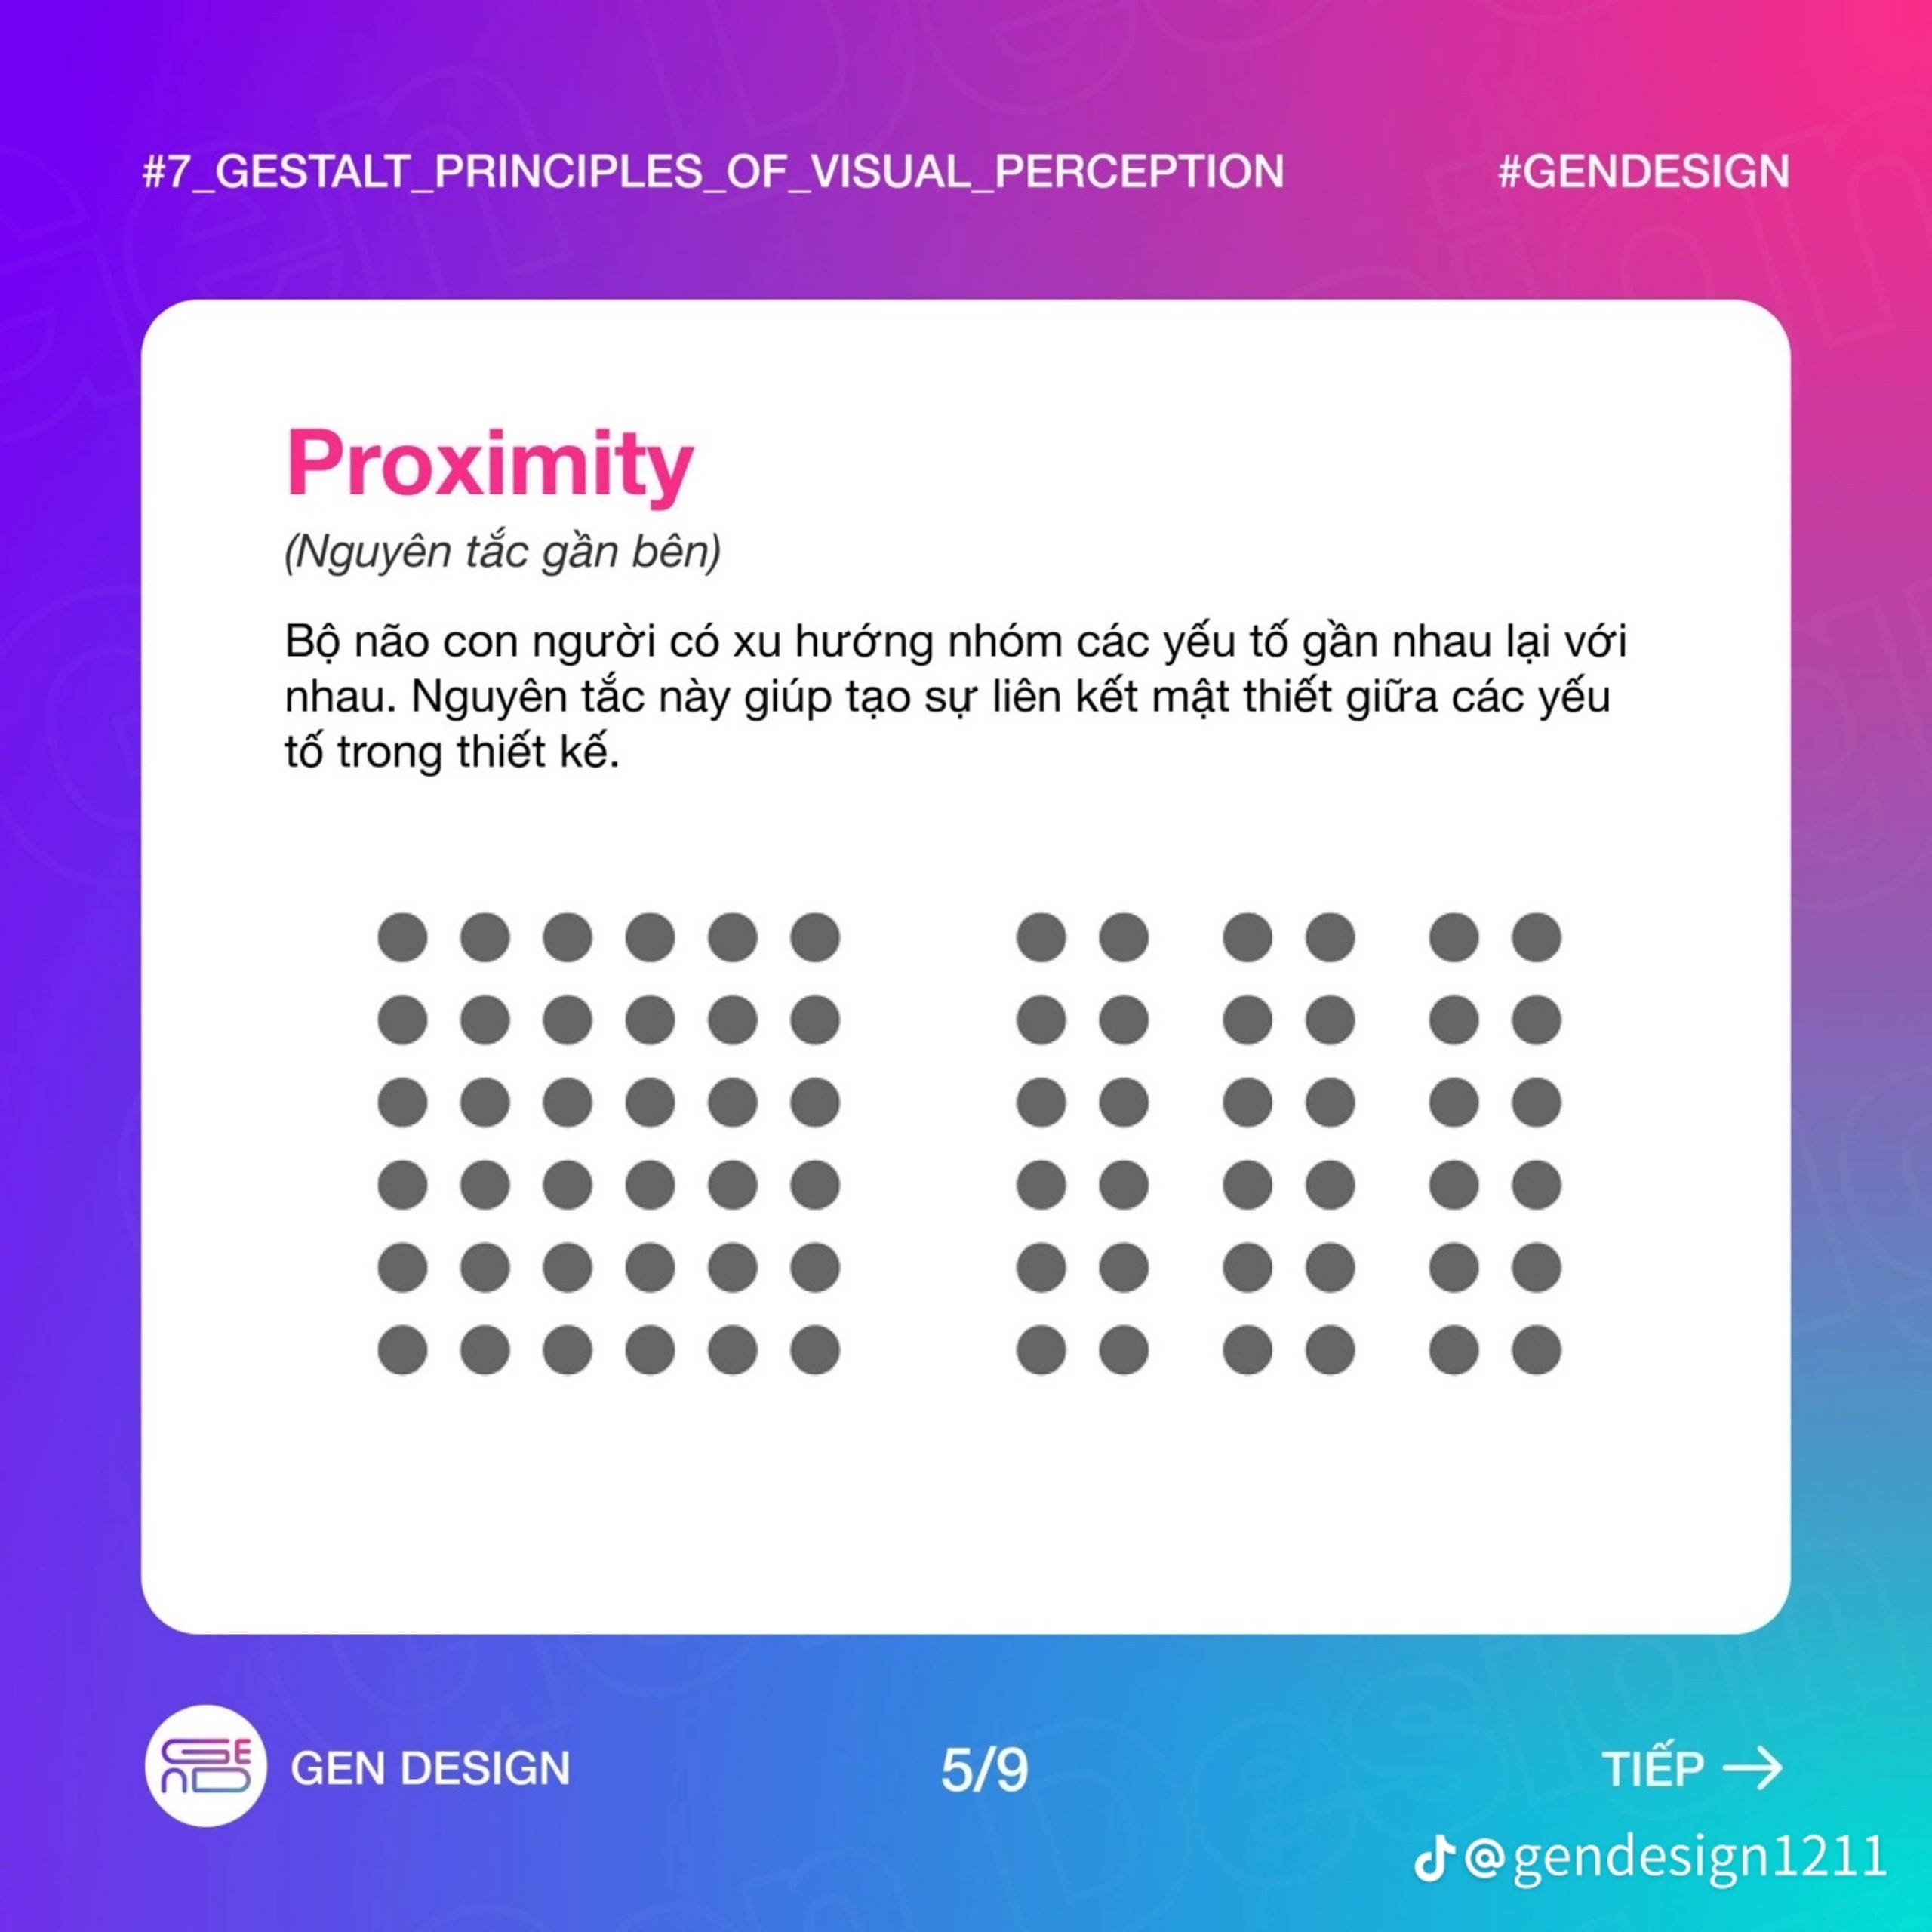 #7_GESTALT_PRINCIPLES_OF_VISUAL_PERCEPTION
#GENDESIGN
Proximity
(Nguyên tắc gần bên)
Bộ não con người có xu hướng nhóm các yếu tố gần nhau lại với
nhau. Nguyên tắc này giúp tạo sự liên kết mật thiết giữa các yếu
tố trong thiết kế.
GEN DESIGN
5/9
TIẾP →
@gendesign1211